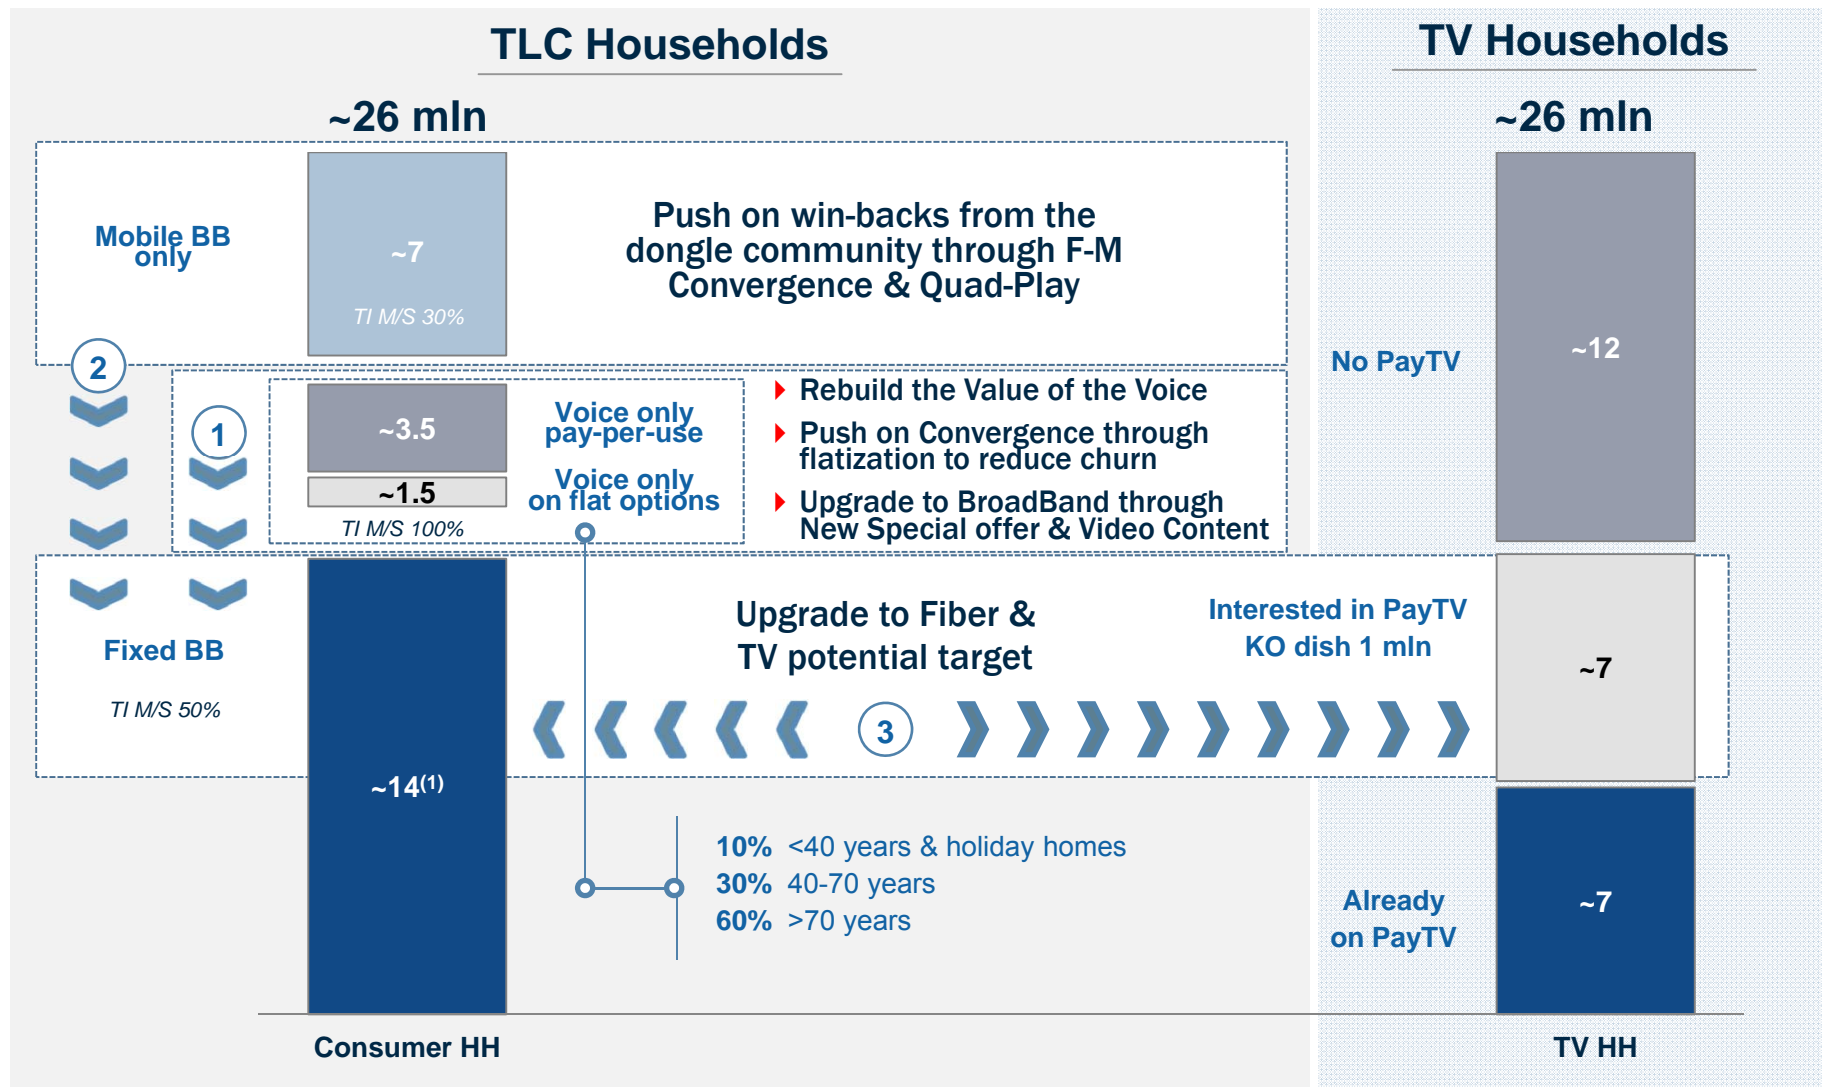 TLC Households
~26 mln
Mobile BB
only
~7
TI M/S 30%
Push on win-backs from the
dongle community through F-M
Convergence & Quad-Play
2
1
~3.5
Voice only
pay-per-use
~1.5
Voice only
on flat options
TI M/S 100%
Rebuild the Value of the Voice
Push on Convergence through
flatization to reduce churn
Upgrade to BroadBand through
New Special offer & Video Content
Fixed BB
TI M/S 50%
~14(1)
Upgrade to Fiber &
TV potential target
3
Interested in PayTV
KO dish 1 mln
10% <40 years & holiday homes
30% 40-70 years
60% >70 years
Consumer HH
TV Households
~26 mln
No PayTV
~12
~7
Already
on PayTV
~7
TV HH